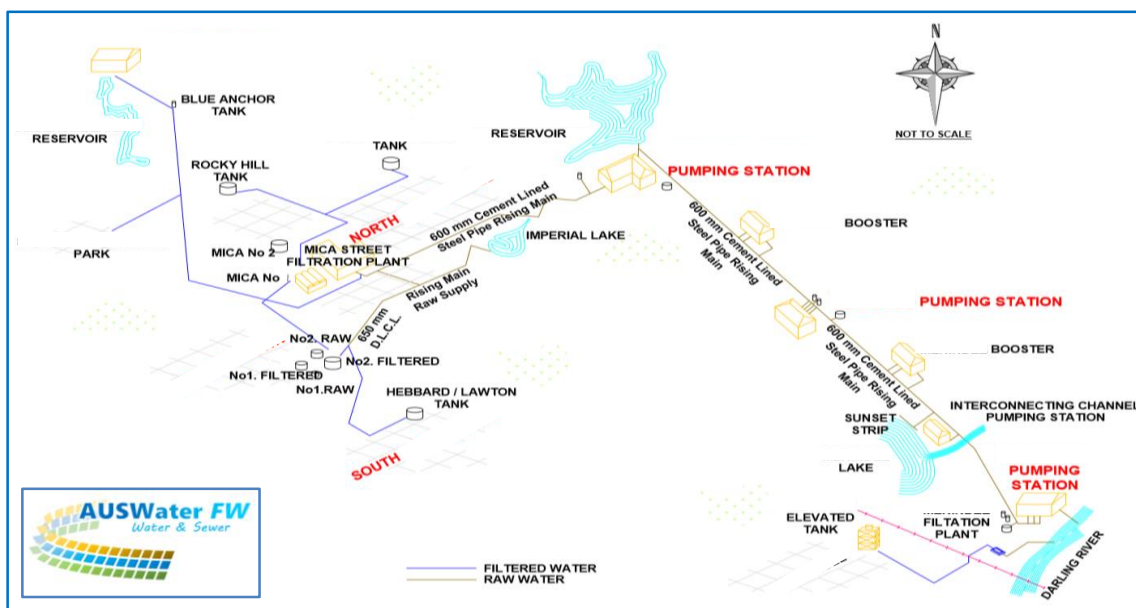 N
NOT TO SCALE
BLUE ANCHOR
TANK
RESERVOIR
ROCKY HILL
TANK
TANK
PARK
MICA No 2
MICA No
NORTH
MICA STREET
FILTRATION PLANT
600 mm Cement Lined
Steel Pipe Rising Main
RESERVOIR
IMPERIAL LAKE
Rising Main
Raw Supply
650 mm
D.L.C.L.
No2. RAW
No2. FILTERED
No1. FILTERED
No1.RAW
HEBBARD / LAWTON
TANK
SOUTH
PUMPING STATION
600 mm Cement Lined
Steel Pipe Rising
Main
BOOSTER
PUMPING STATION
600 mm Cement Lined
Steel Pipe Rising
Main
BOOSTER
SUNSET
STRIP
INTERCONNECTING CHANNEL
PUMPING STATION
LAKE
PUMPING
STATION
ELEVATED
TANK
FILTATION
PLANT
DARLING RIVER
AUSWater FW
Water & Sewer
FILTERED WATER
RAW WATER